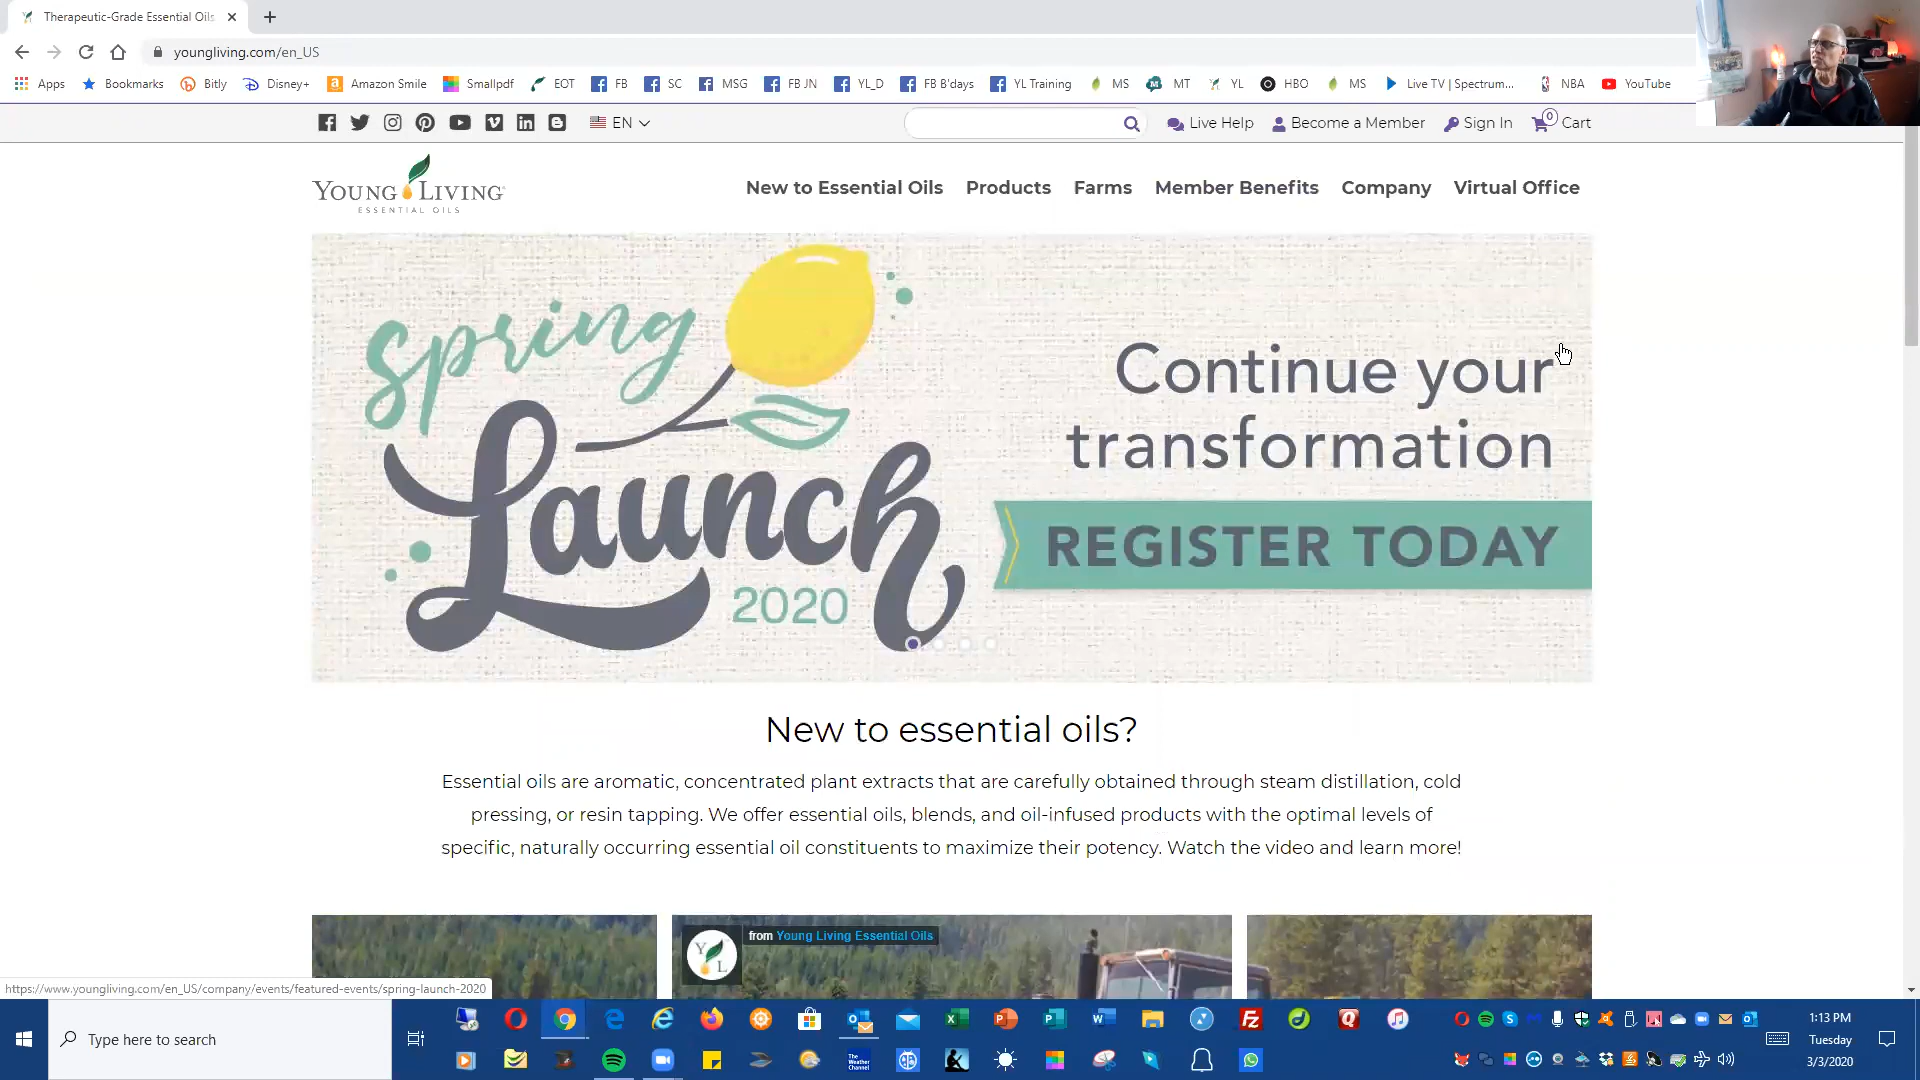 Therapeutic-Grade Essential Oils
youngliving.com/en_US
Apps Bookmarks Bitly Disney+ Amazon Smile Smallpdf EOT FB SC MSG FB JN YL_D FB B'days YL Training MS MT YL HBO MS Live TV | Spectrum... NBA YouTube
EN Live Help Become a Member Sign In 0 Cart
YOUNG LIVING
ESSENTIAL OILS
New to Essential Oils Products Farms Member Benefits Company Virtual Office
spring
Launch
2020
Continue your
transformation
REGISTER TODAY
New to essential oils?
Essential oils are aromatic, concentrated plant extracts that are carefully obtained through steam distillation, cold
pressing, or resin tapping. We offer essential oils, blends, and oil-infused products with the optimal levels of
specific, naturally occurring essential oil constituents to maximize their potency. Watch the video and learn more!
Y L
from Young Living Essential Oils
https://www.youngliving.com/en_US/company/events/featured-events/spring-launch-2020
Type here to search
1:13 PM
Tuesday
3/3/2020